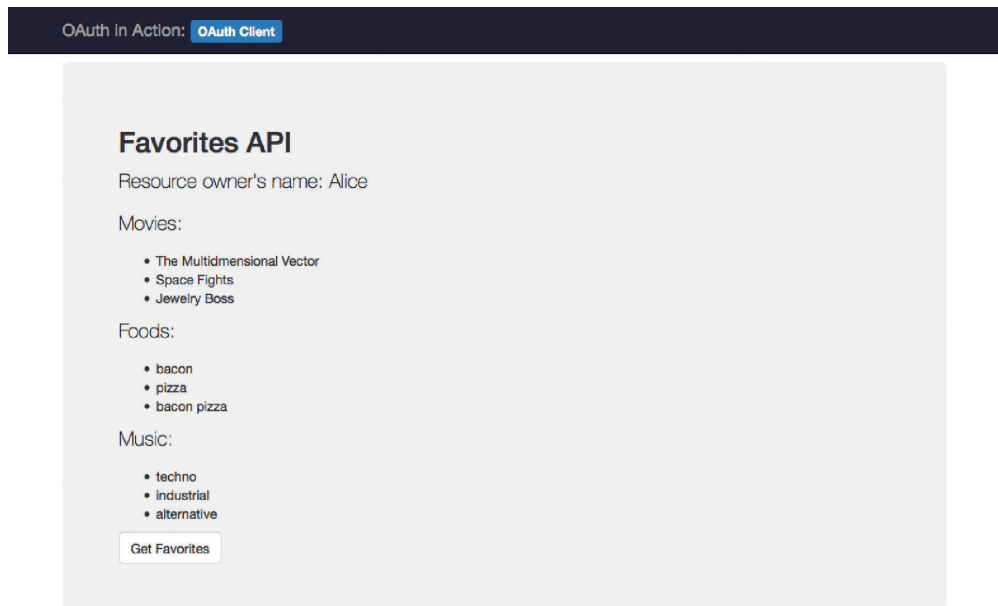 OAuth in Action: OAuth Client
Favorites API
Resource owner's name: Alice
Movies:
• The Multidmensional Vector
• Space Fights
• Jewelry Boss
Foods:
• bacon
• pizza
• bacon pizza
Music:
• techno
• industrial
• alternative
Get Favorites